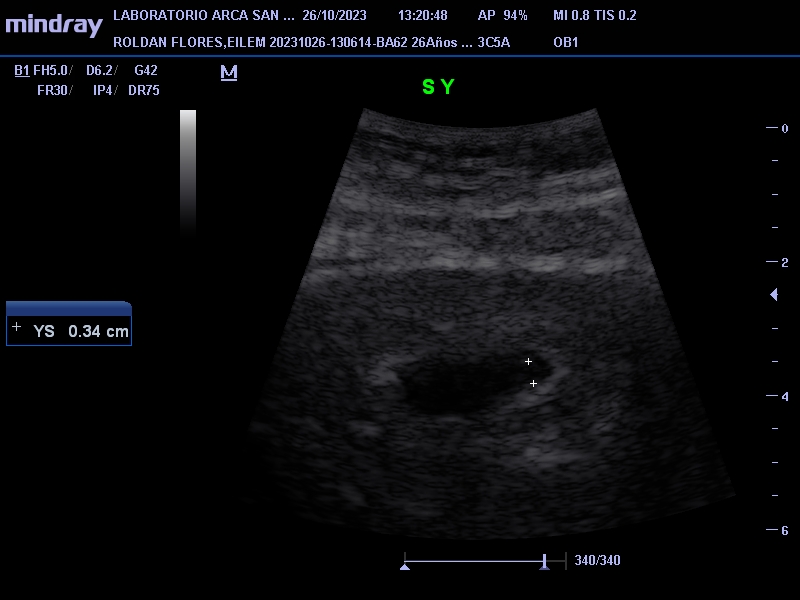 mindray LABORATORIO ARCA SAN ... 26/10/2023 13:20:48 AP 94% MI 0.8 TIS 0.2
ROLDAN FLORES,EILEM 20231026-130614-BA62 26Años ... 3C5A OB1
B1 FH5.0/ D6.2/ G42
FR30/ IP4/ DR75
M
S Y
0
2
+ YS 0.34 cm
4
6
340/340